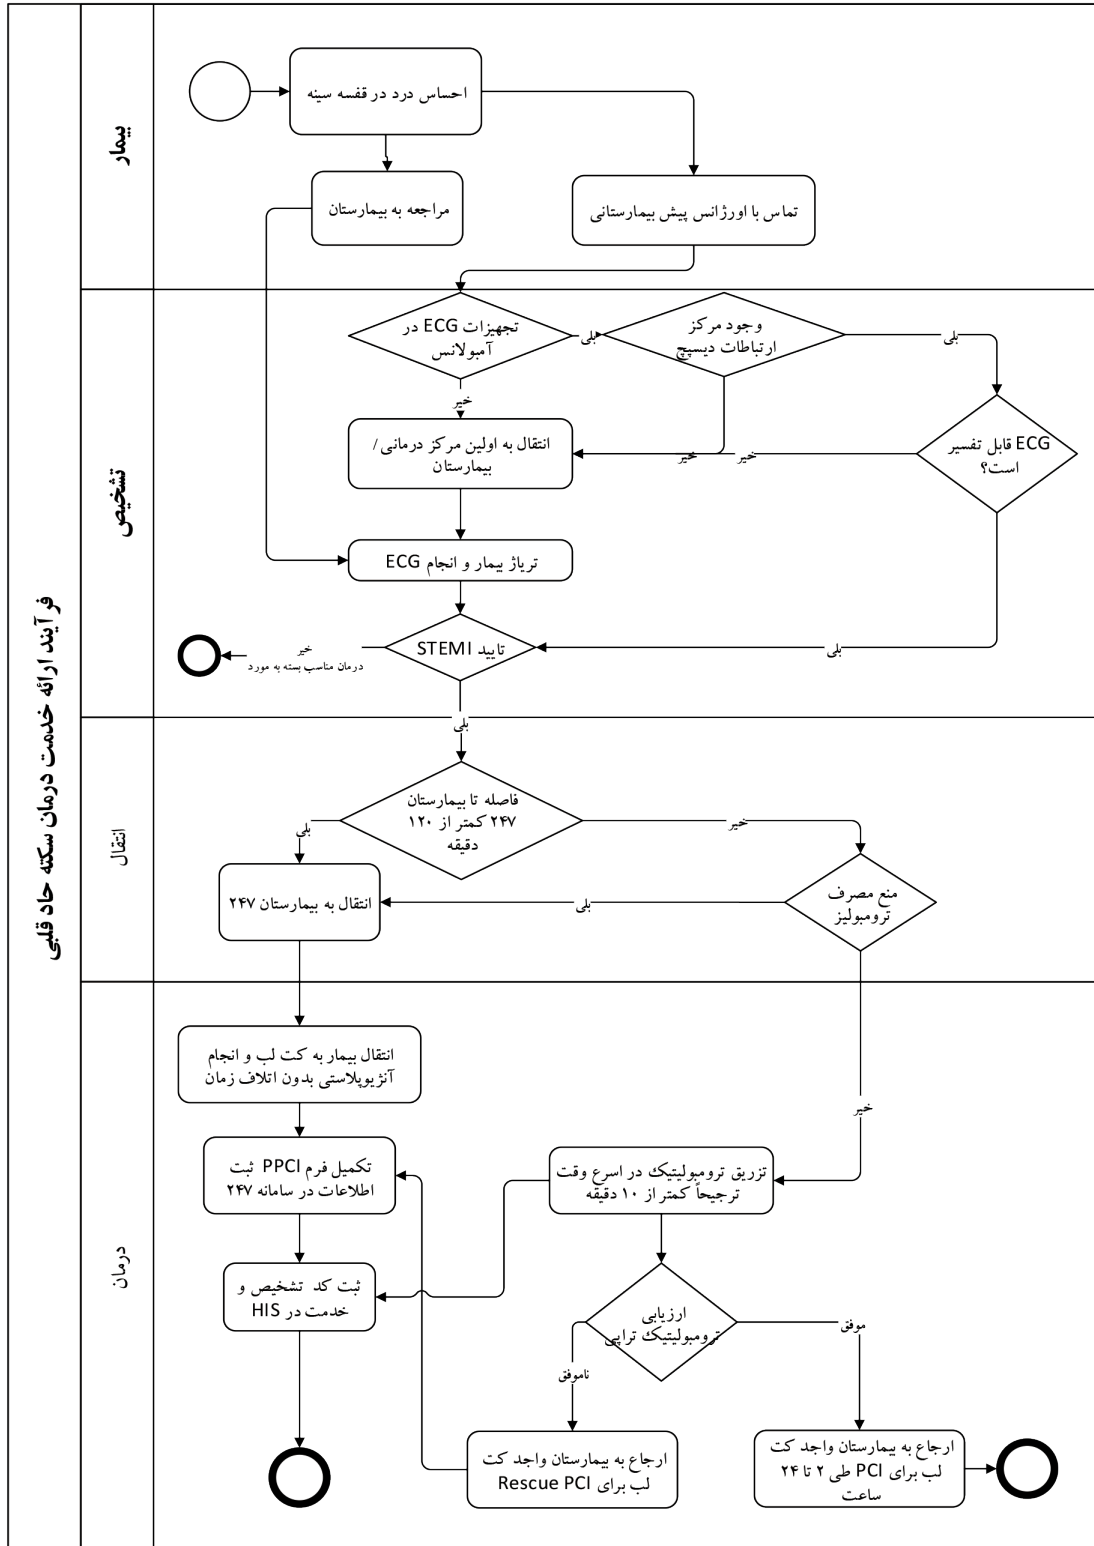 فرآیند ارائه خدمت درمان سکته حاد قلبی
بیمار
احساس درد در قفسه سینه
مراجعه به بیمارستان
تماس با اورژانس پیش بیمارستانی
تشخیص
تجهیزات ECG در
آمبولانس
بلی
وجود مرکز
ارتباطات دیسپچ
بلی
خیر
انتقال به اولین مرکز درمانی/
بیمارستان
خیر
خیر
ECG قابل تفسیر
است؟
تریاژ بیمار و انجام ECG
تایید STEMI
خیر
درمان مناسب بسته به مورد
بلی
بلی
انتقال
فاصله تا بیمارستان
۲۴۷ کمتر از ۱۲۰
دقیقه
بلی
خیر
انتقال به بیمارستان ۲۴۷
بلی
منع مصرف
ترومبولیز
درمان
انتقال بیمار به کت لب و انجام
آنژیوپلاستی بدون اتلاف زمان
خیر
تکمیل فرم PPCI ثبت
اطلاعات در سامانه ۲۴۷
تزریق ترومبولیتیک در اسرع وقت
ترجیحاً کمتر از ۱۰ دقیقه
ثبت کد تشخیص و
خدمت در HIS
ارزیابی
ترومبولیتیک تراپی
موفق
ناموفق
ارجاع به بیمارستان واجد کت
لب برای Rescue PCI
ارجاع به بیمارستان واجد کت
لب برای PCI طی ۲ تا ۲۴
ساعت